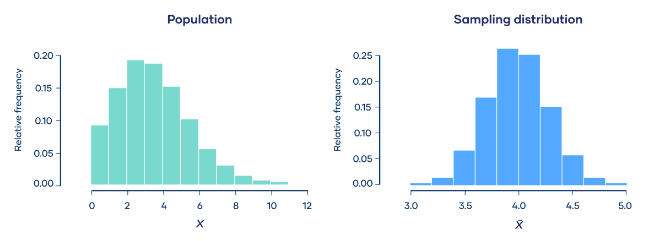 Population
Relative frequency
0.20
0.15
0.10
0.05
0.00
0 2 4 6 8 10 12
X
Sampling distribution
Relative frequency
0.25
0.20
0.15
0.10
0.05
0.00
3.0 3.5 4.0 4.5 5.0
X̄